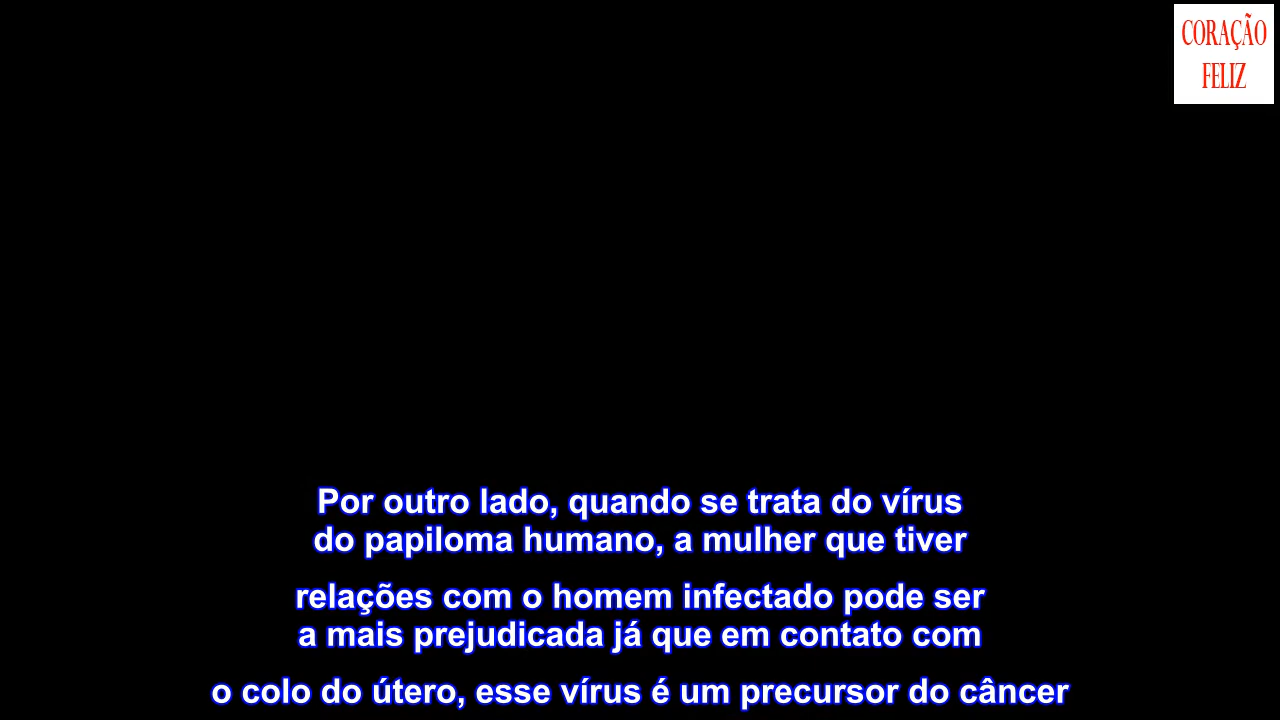 CORAÇÃO
FELIZ
Por outro lado, quando se trata do vírus
do papiloma humano, a mulher que tiver
relações com o homem infectado pode ser
a mais prejudicada já que em contato com
o colo do útero, esse vírus é um precursor do câncer